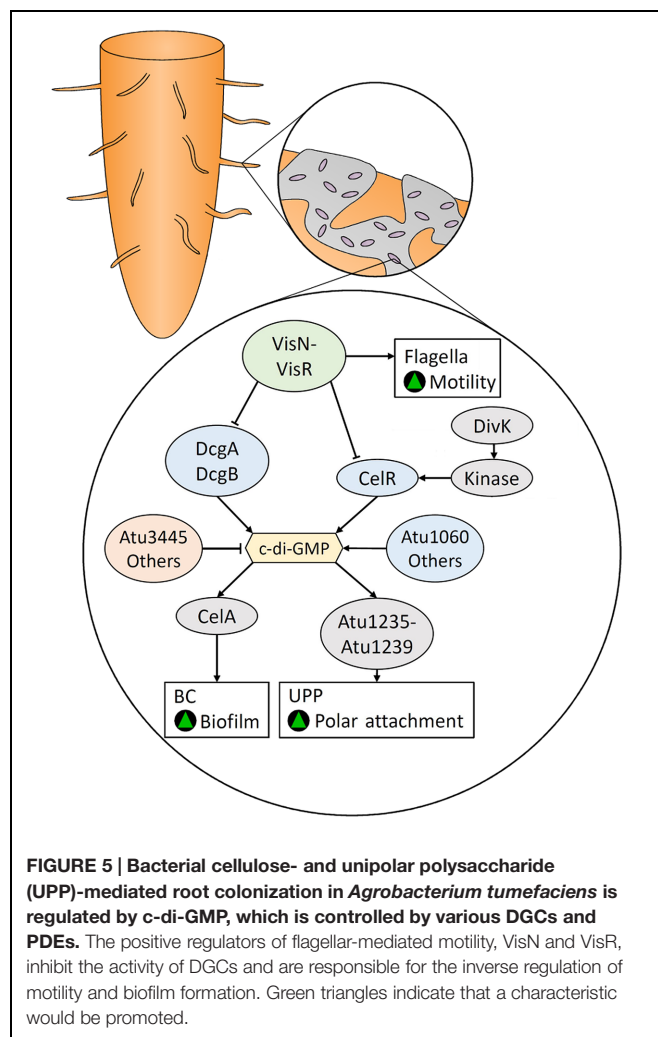 VisN-
VisR
Flagella
Motility
DivK
DcgA
DcgB
CelR
Kinase
Atu3445
Others
c-di-GMP
Atu1060
Others
CelA
Atu1235-
Atu1239
BC
Biofilm
UPP
Polar attachment
FIGURE 5 | Bacterial cellulose- and unipolar polysaccharide
(UPP)-mediated root colonization in Agrobacterium tumefaciens is
regulated by c-di-GMP, which is controlled by various DGCs and
PDEs. The positive regulators of flagellar-mediated motility, VisN and VisR,
inhibit the activity of DGCs and are responsible for the inverse regulation of
motility and biofilm formation. Green triangles indicate that a characteristic
would be promoted.